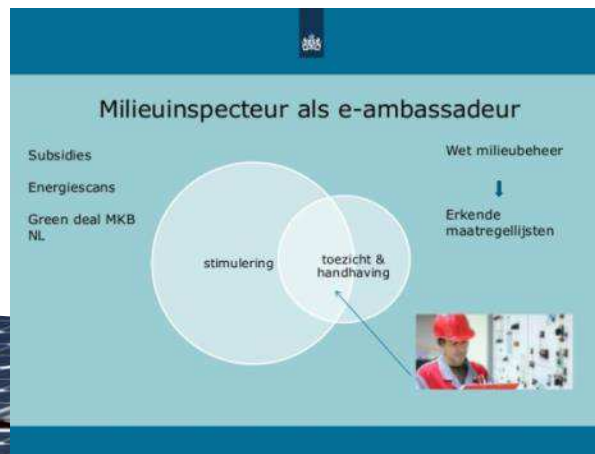 Milieuinspecteur als e-ambassadeur
Subsidies
Energiescans
Green deal MKB
NL
stimulering
toezicht &
handhaving
Wet milieubeheer
Erkende
maatregellijsten